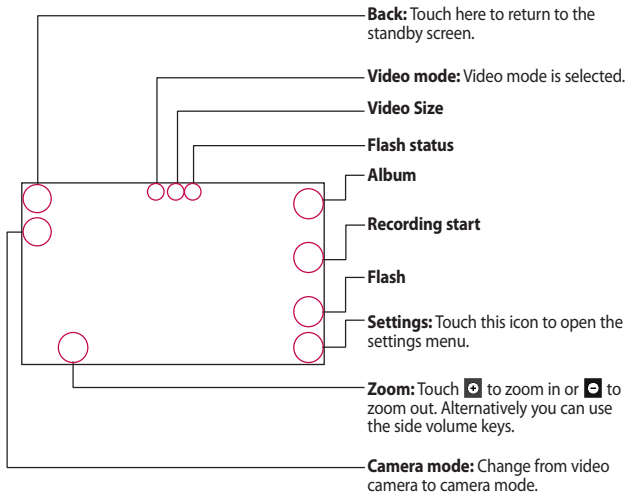 Back: Touch here to return to the
standby screen.
Video mode: Video mode is selected.
Video Size
Flash status
Album
Recording start
Flash
Settings: Touch this icon to open the
settings menu.
Zoom: Touch to zoom in or to
zoom out. Alternatively you can use
the side volume keys.
Camera mode: Change from video
camera to camera mode.